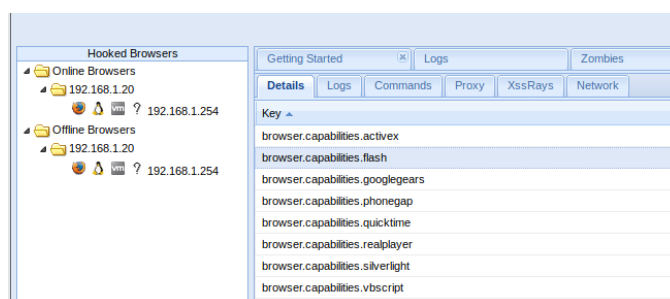 Hooked Browsers
Online Browsers
192.168.1.20
vm ? 192.168.1.254
Offline Browsers
192.168.1.20
vm ? 192.168.1.254
Getting Started Logs Zombies
Details Logs Commands Proxy XssRays Network
Key
browser.capabilities.activex
browser.capabilities.flash
browser.capabilities.googlegears
browser.capabilities.phonegap
browser.capabilities.quicktime
browser.capabilities.realplayer
browser.capabilities.silverlight
browser.capabilities.vbscript